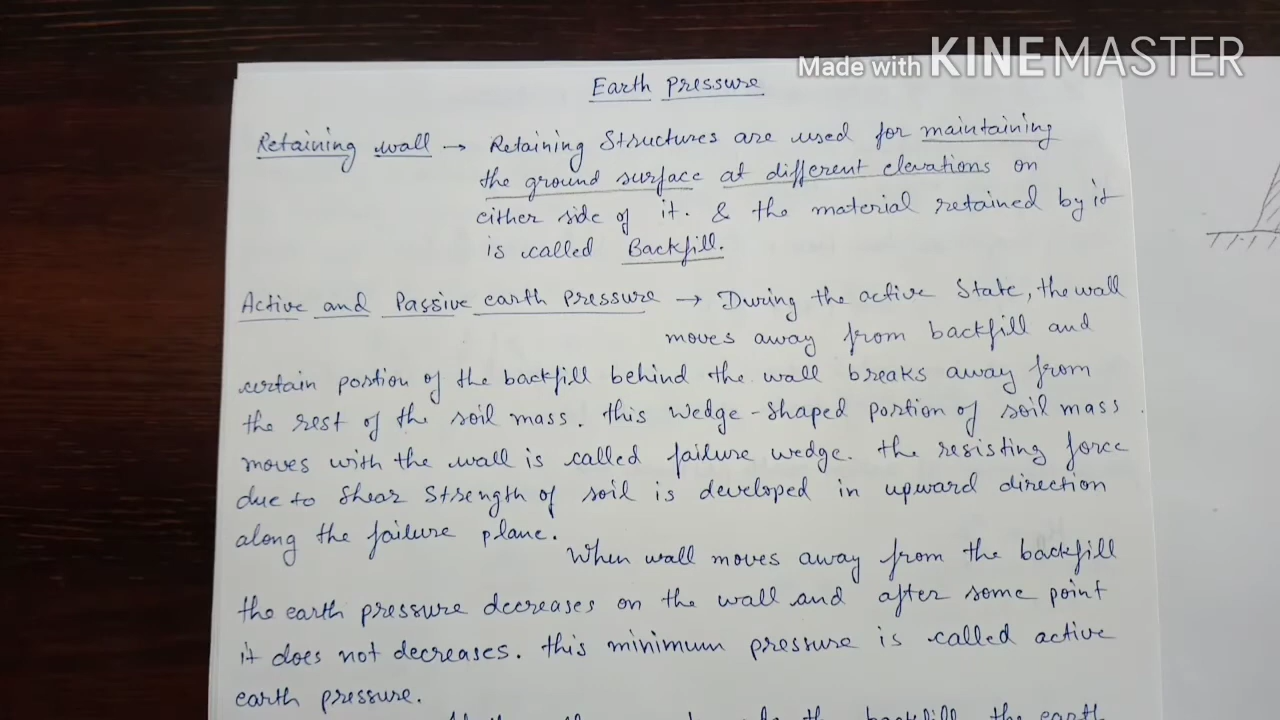 Made with KINEMASTER
Earth Pressure
Retaining wall → Retaining Structures are used for maintaining
the ground surface at different elevations on
either side of it. & the material retained by it
is called Backfill.
Active and Passive earth pressure → During the active State, the wall
moves away from backfill and
certain portion of the backfill behind the wall breaks away from
the rest of the soil mass. this wedge-shaped portion of soil mass
moves with the wall is called failure wedge. the resisting force
due to shear strength of soil is developed in upward direction
along the failure plane.
When wall moves away from the backfill
the earth pressure decreases on the wall and after some point
it does not decreases. this minimum pressure is called active
earth pressure.
the backfill the earth